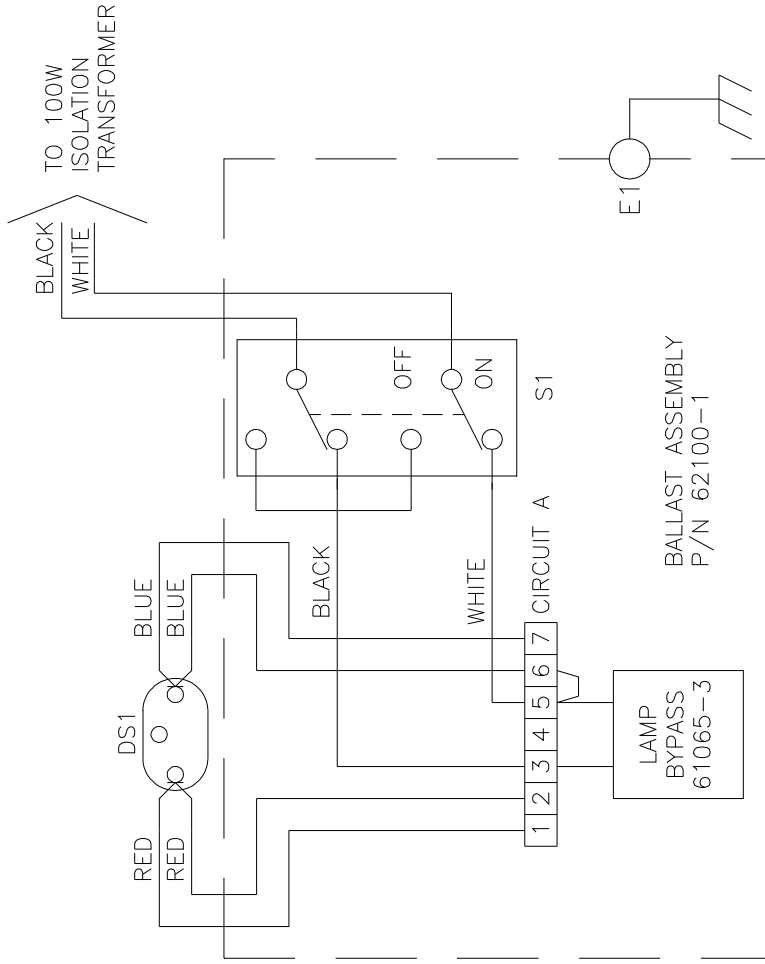 TO 100W
ISOLATION
TRANSFORMER
BLACK
WHITE
E1
OFF
ON
S1
BALLAST ASSEMBLY
P/N 62100-1
BLACK
WHITE
CIRCUIT A
BLUE
BLUE
DS1
RED
RED
1 2 3 4 5 6 7
LAMP
BYPASS
61065-3